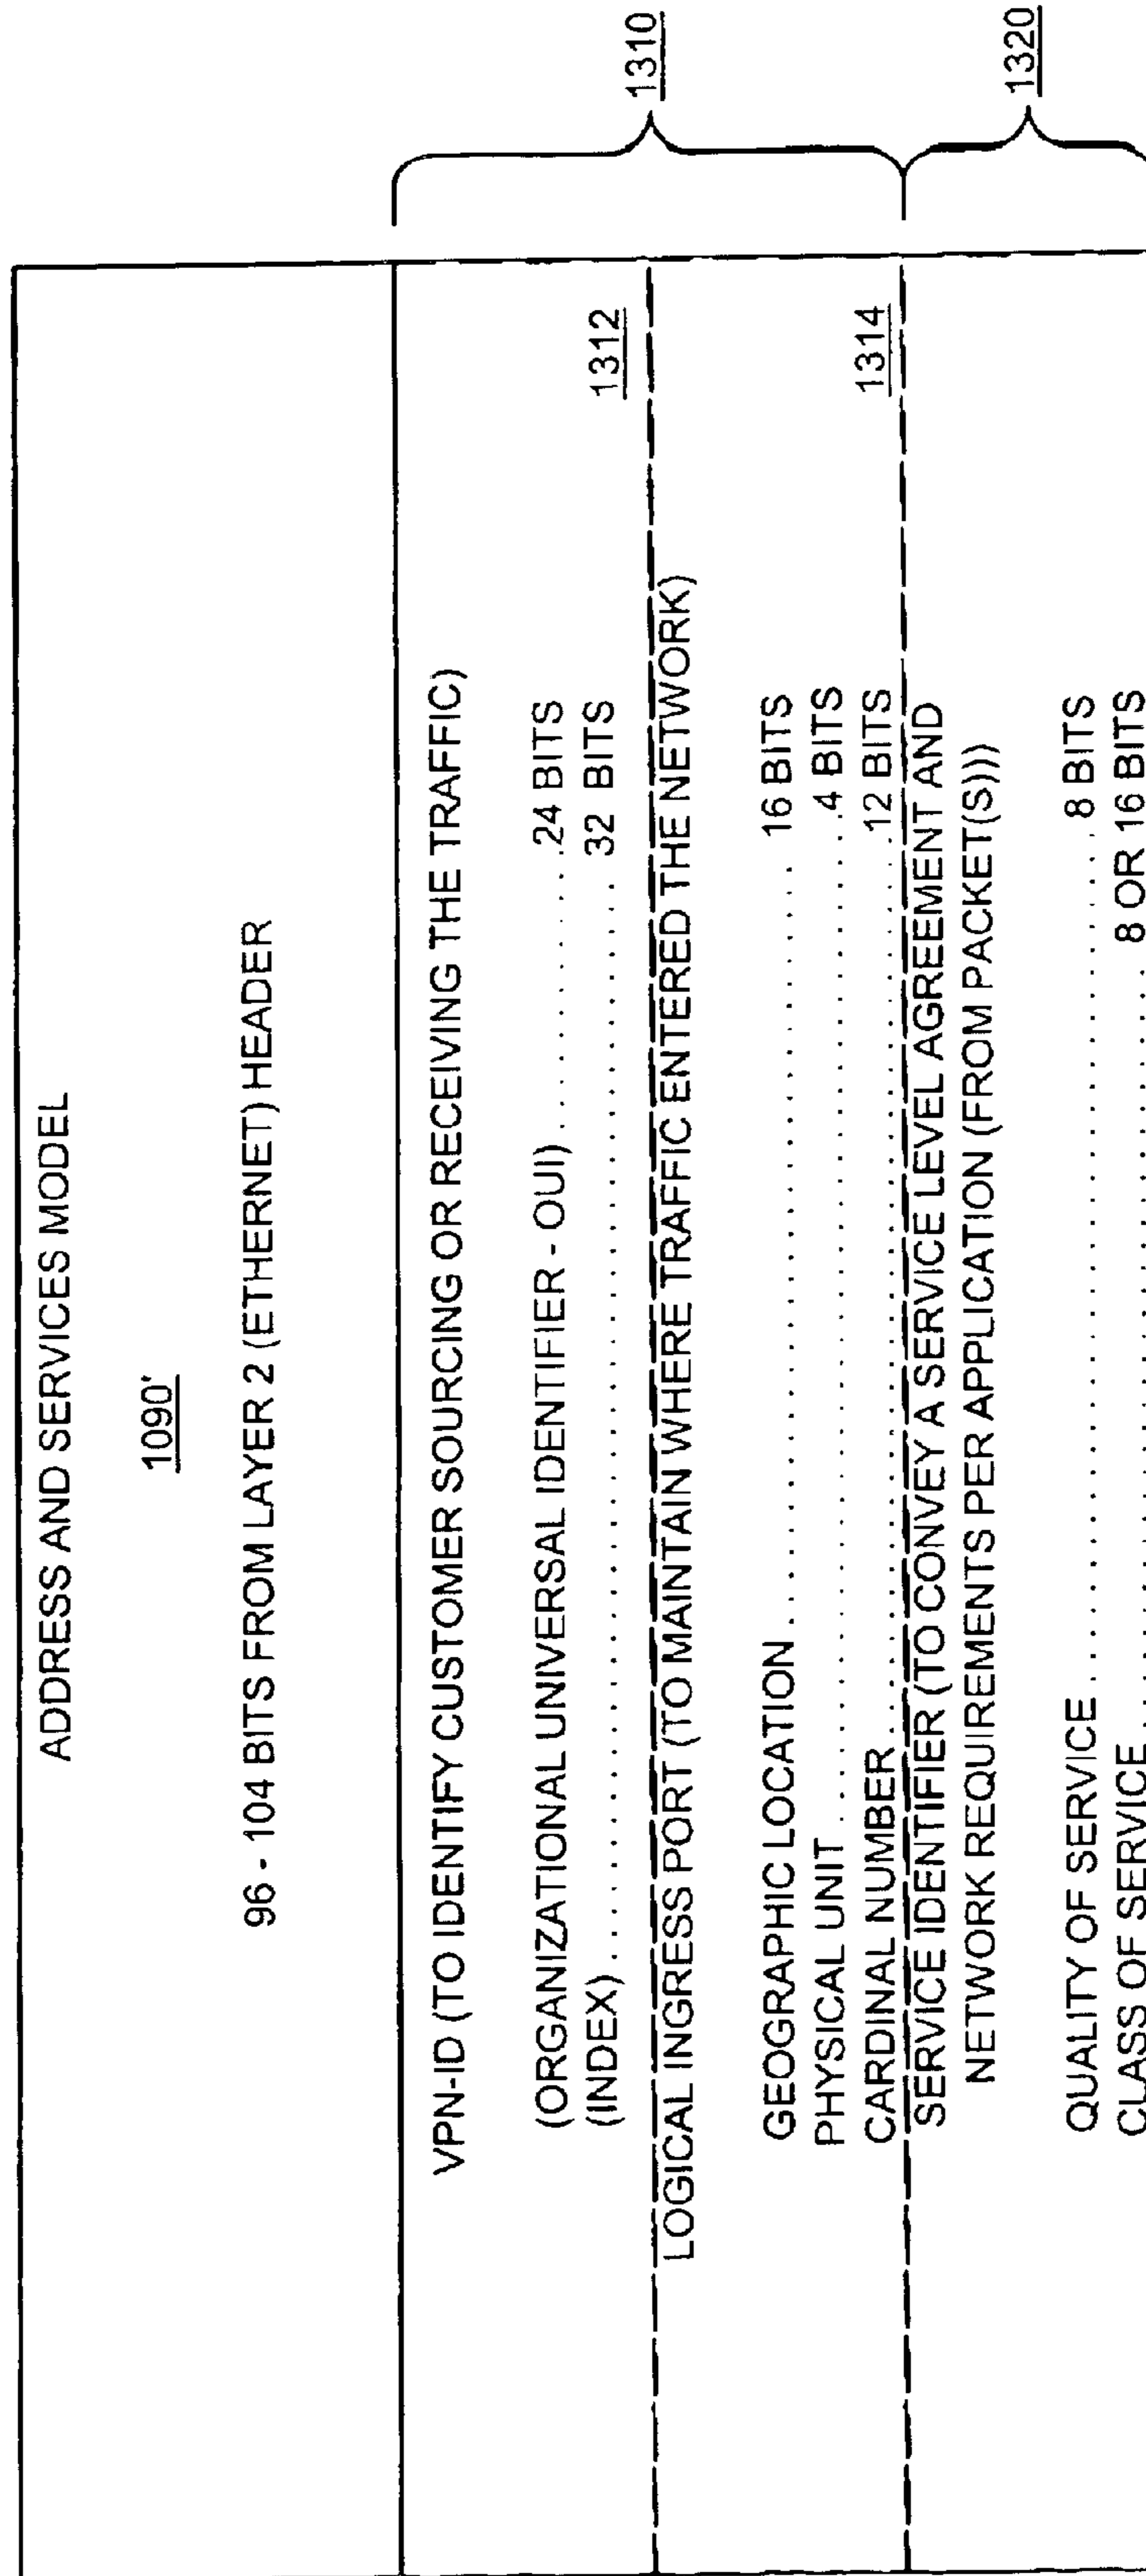 ADDRESS AND SERVICES MODEL
1090'
96 - 104 BITS FROM LAYER 2 (ETHERNET) HEADER
VPN-ID (TO IDENTIFY CUSTOMER SOURCING OR RECEIVING THE TRAFFIC)
(ORGANIZATIONAL UNIVERSAL IDENTIFIER - OUI) .......... 24 BITS
(INDEX) .......... 32 BITS
1312
LOGICAL INGRESS PORT (TO MAINTAIN WHERE TRAFFIC ENTERED THE NETWORK)
GEOGRAPHIC LOCATION .......... 16 BITS
PHYSICAL UNIT .......... 4 BITS
CARDINAL NUMBER .......... 12 BITS
1314
1310
SERVICE IDENTIFIER (TO CONVEY A SERVICE LEVEL AGREEMENT AND
NETWORK REQUIREMENTS PER APPLICATION (FROM PACKET(S)))
QUALITY OF SERVICE .......... 8 BITS
CLASS OF SERVICE .......... 8 OR 16 BITS
1320